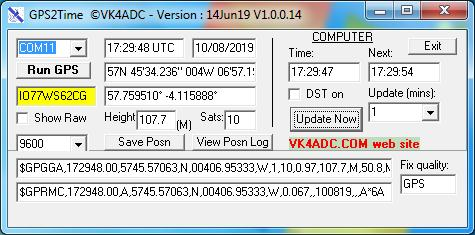 GPS2Time ©VK4ADC - Version : 14Jun19 V1.0.0.14
COM11
17:29:48 UTC
10/08/2019
COMPUTER
Exit
Time:
Next:
Run GPS
57N 45'34.236'' 004W 06'57.1
17:29:47
17:29:54
IO77WS62CG
57.759510° -4.115888°
DST on
Update (mins):
Show Raw
Height
107.7
(M)
Sats:
10
Update Now
1
9600
Save Posn
View Posn Log
VK4ADC.COM web site
$GPGGA,172948.00,5745.57063,N,00406.95333,W,1,10,0.97,107.7,M,50.8,M
Fix quality:
GPS
$GPRMC,172948.00,A,5745.57063,N,00406.95333,W,0.067,,100819,,,A*6A